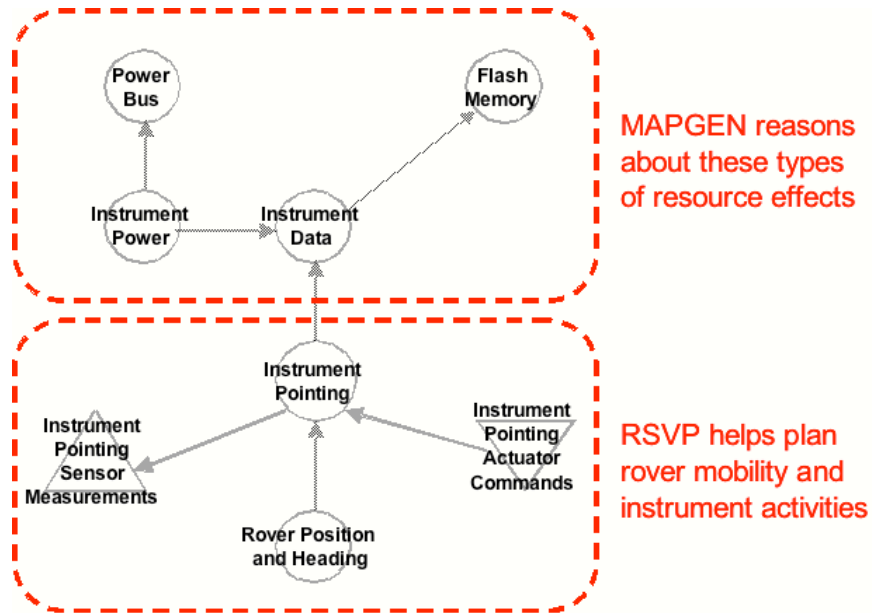 Power
Bus
Flash
Memory
MAPGEN reasons
about these types
of resource effects
Instrument
Power
Instrument
Data
Instrument
Pointing
Instrument
Pointing
Sensor
Measurements
Instrument
Pointing
Actuator
Commands
RSVP helps plan
rover mobility and
instrument activities
Rover Position
and Heading